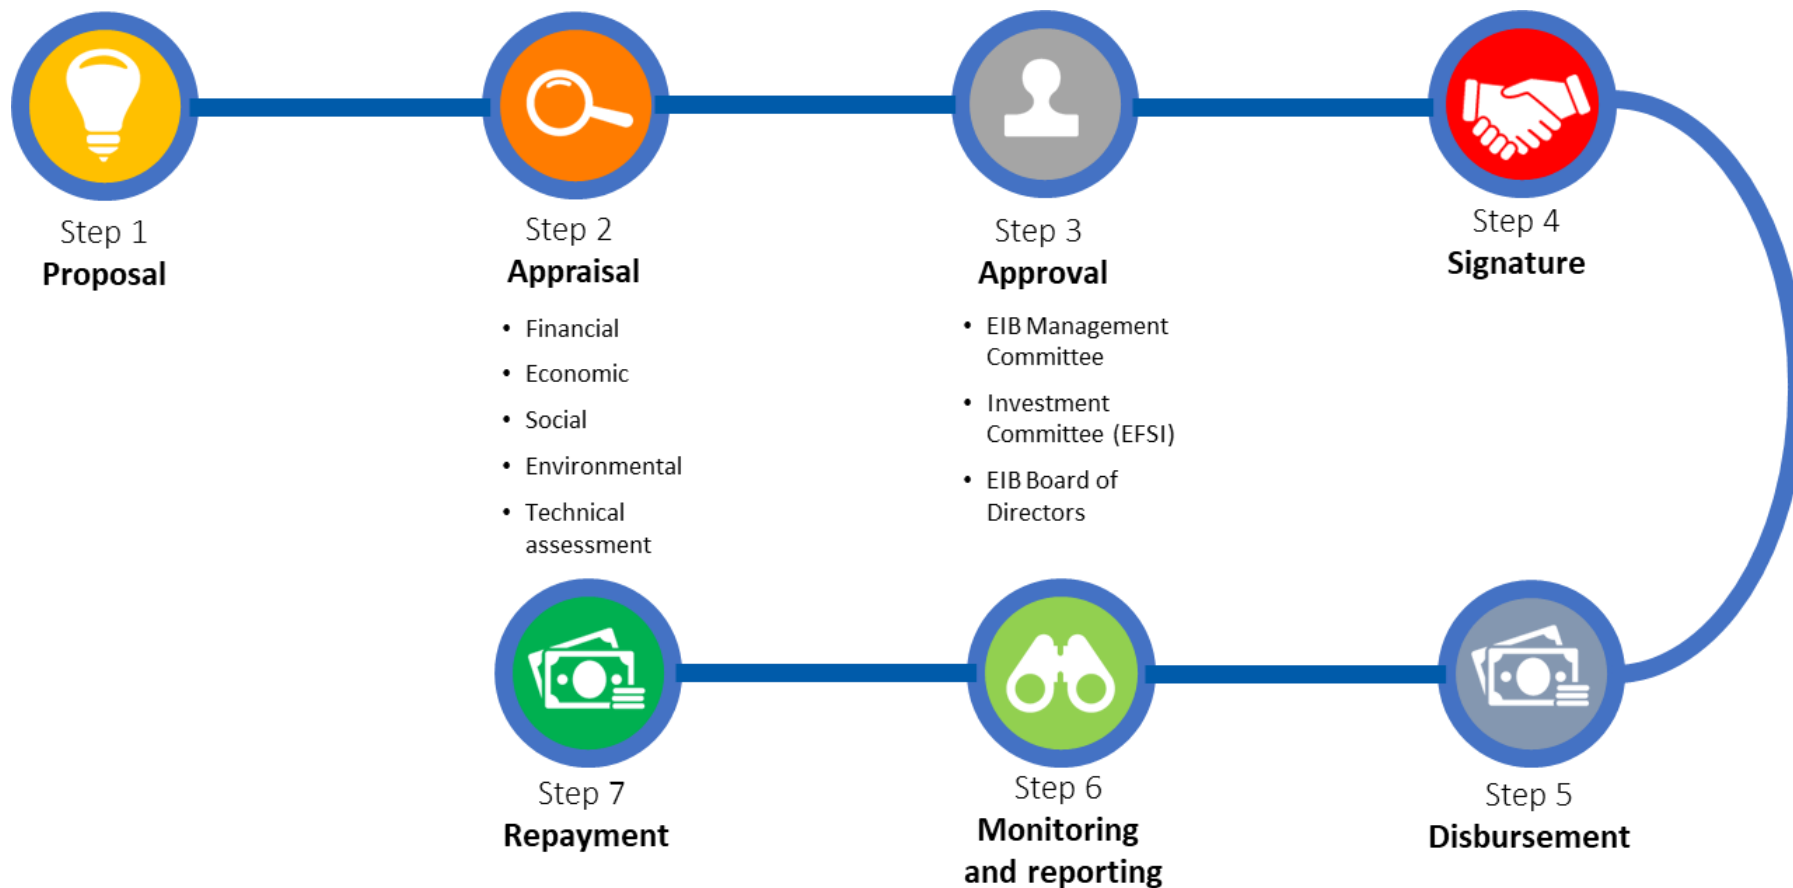 Step 1
Proposal
Step 2
Appraisal
• Financial
• Economic
• Social
• Environmental
• Technical
assessment
Step 3
Approval
• EIB Management
Committee
• Investment
Committee (EFSI)
• EIB Board of
Directors
Step 4
Signature
Step 5
Disbursement
Step 6
Monitoring
and reporting
Step 7
Repayment